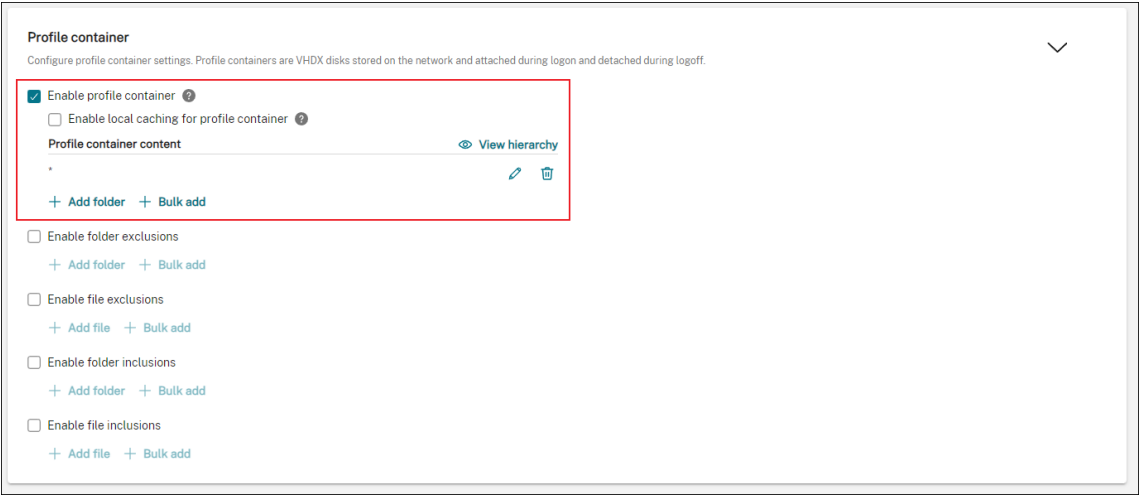 Profile container
Configure profile container settings. Profile containers are VHDX disks stored on the network and attached during logon and detached during logoff.
Enable profile container ?
Enable local caching for profile container ?
Profile container content View hierarchy
*
+ Add folder + Bulk add
Enable folder exclusions
+ Add folder + Bulk add
Enable file exclusions
+ Add file + Bulk add
Enable folder inclusions
+ Add folder + Bulk add
Enable file inclusions
+ Add file + Bulk add